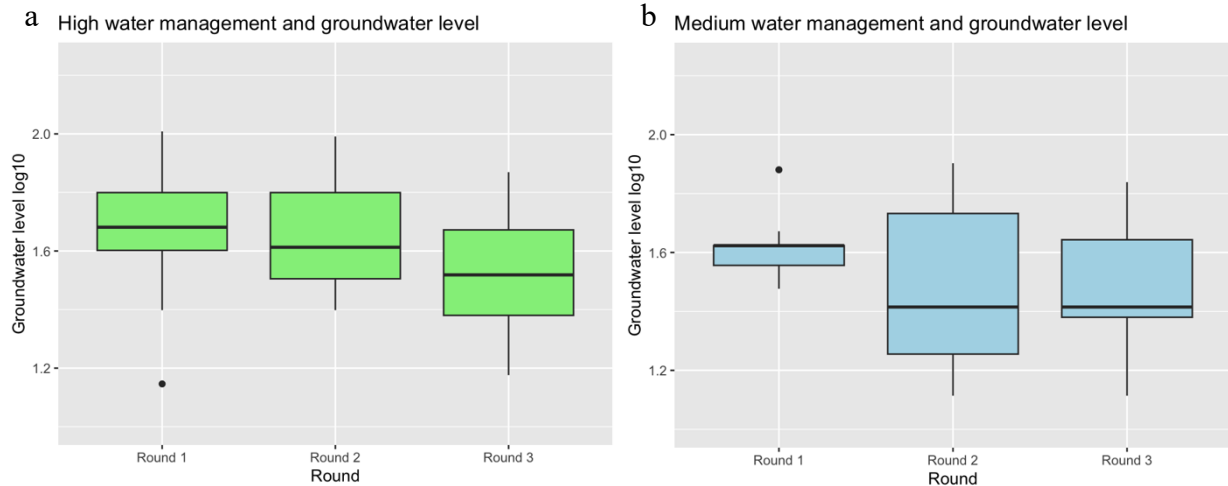 a High water management and groundwater level
Groundwater level log10
2.0
1.6
1.2
Round 1 Round 2 Round 3
Round
b Medium water management and groundwater level
Groundwater level log10
2.0
1.6
1.2
Round 1 Round 2 Round 3
Round